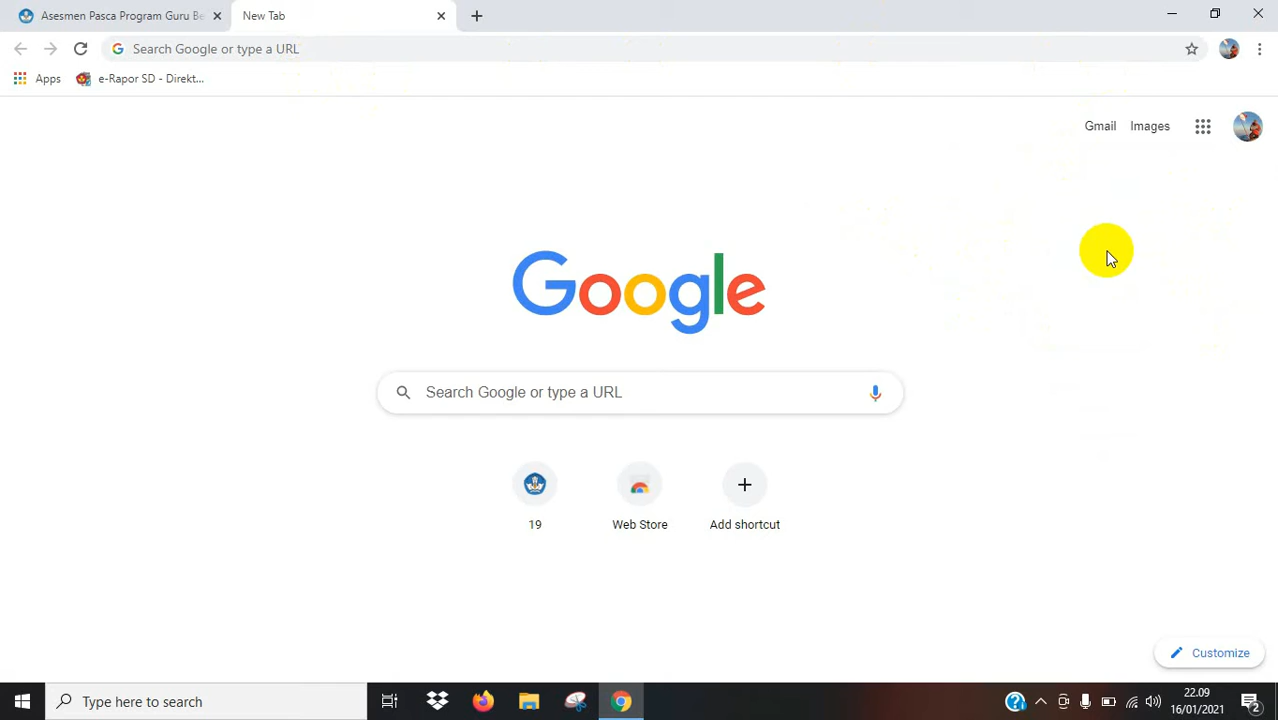 Asesmen Pasca Program Guru Be
New Tab
Search Google or type a URL
Apps
e-Rapor SD - Direkt...
Gmail
Images
Google
Search Google or type a URL
19
Web Store
Add shortcut
Customize
Type here to search
22.09
16/01/2021
2